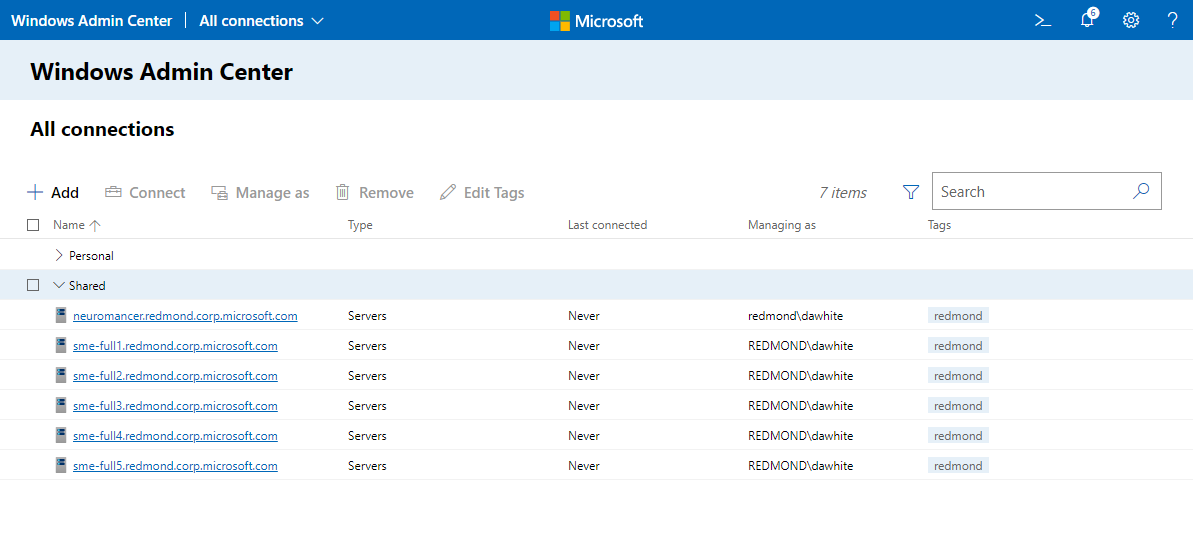 Windows Admin Center | All connections Microsoft 6 ?
Windows Admin Center
All connections
Add Connect Manage as Remove Edit Tags 7 items Search
Name Type Last connected Managing as Tags
Personal
Shared
neuromancer.redmond.corp.microsoft.com Servers Never redmond\dawhite redmond
sme-full1.redmond.corp.microsoft.com Servers Never REDMOND\dawhite redmond
sme-full2.redmond.corp.microsoft.com Servers Never REDMOND\dawhite redmond
sme-full3.redmond.corp.microsoft.com Servers Never REDMOND\dawhite redmond
sme-full4.redmond.corp.microsoft.com Servers Never REDMOND\dawhite redmond
sme-full5.redmond.corp.microsoft.com Servers Never REDMOND\dawhite redmond